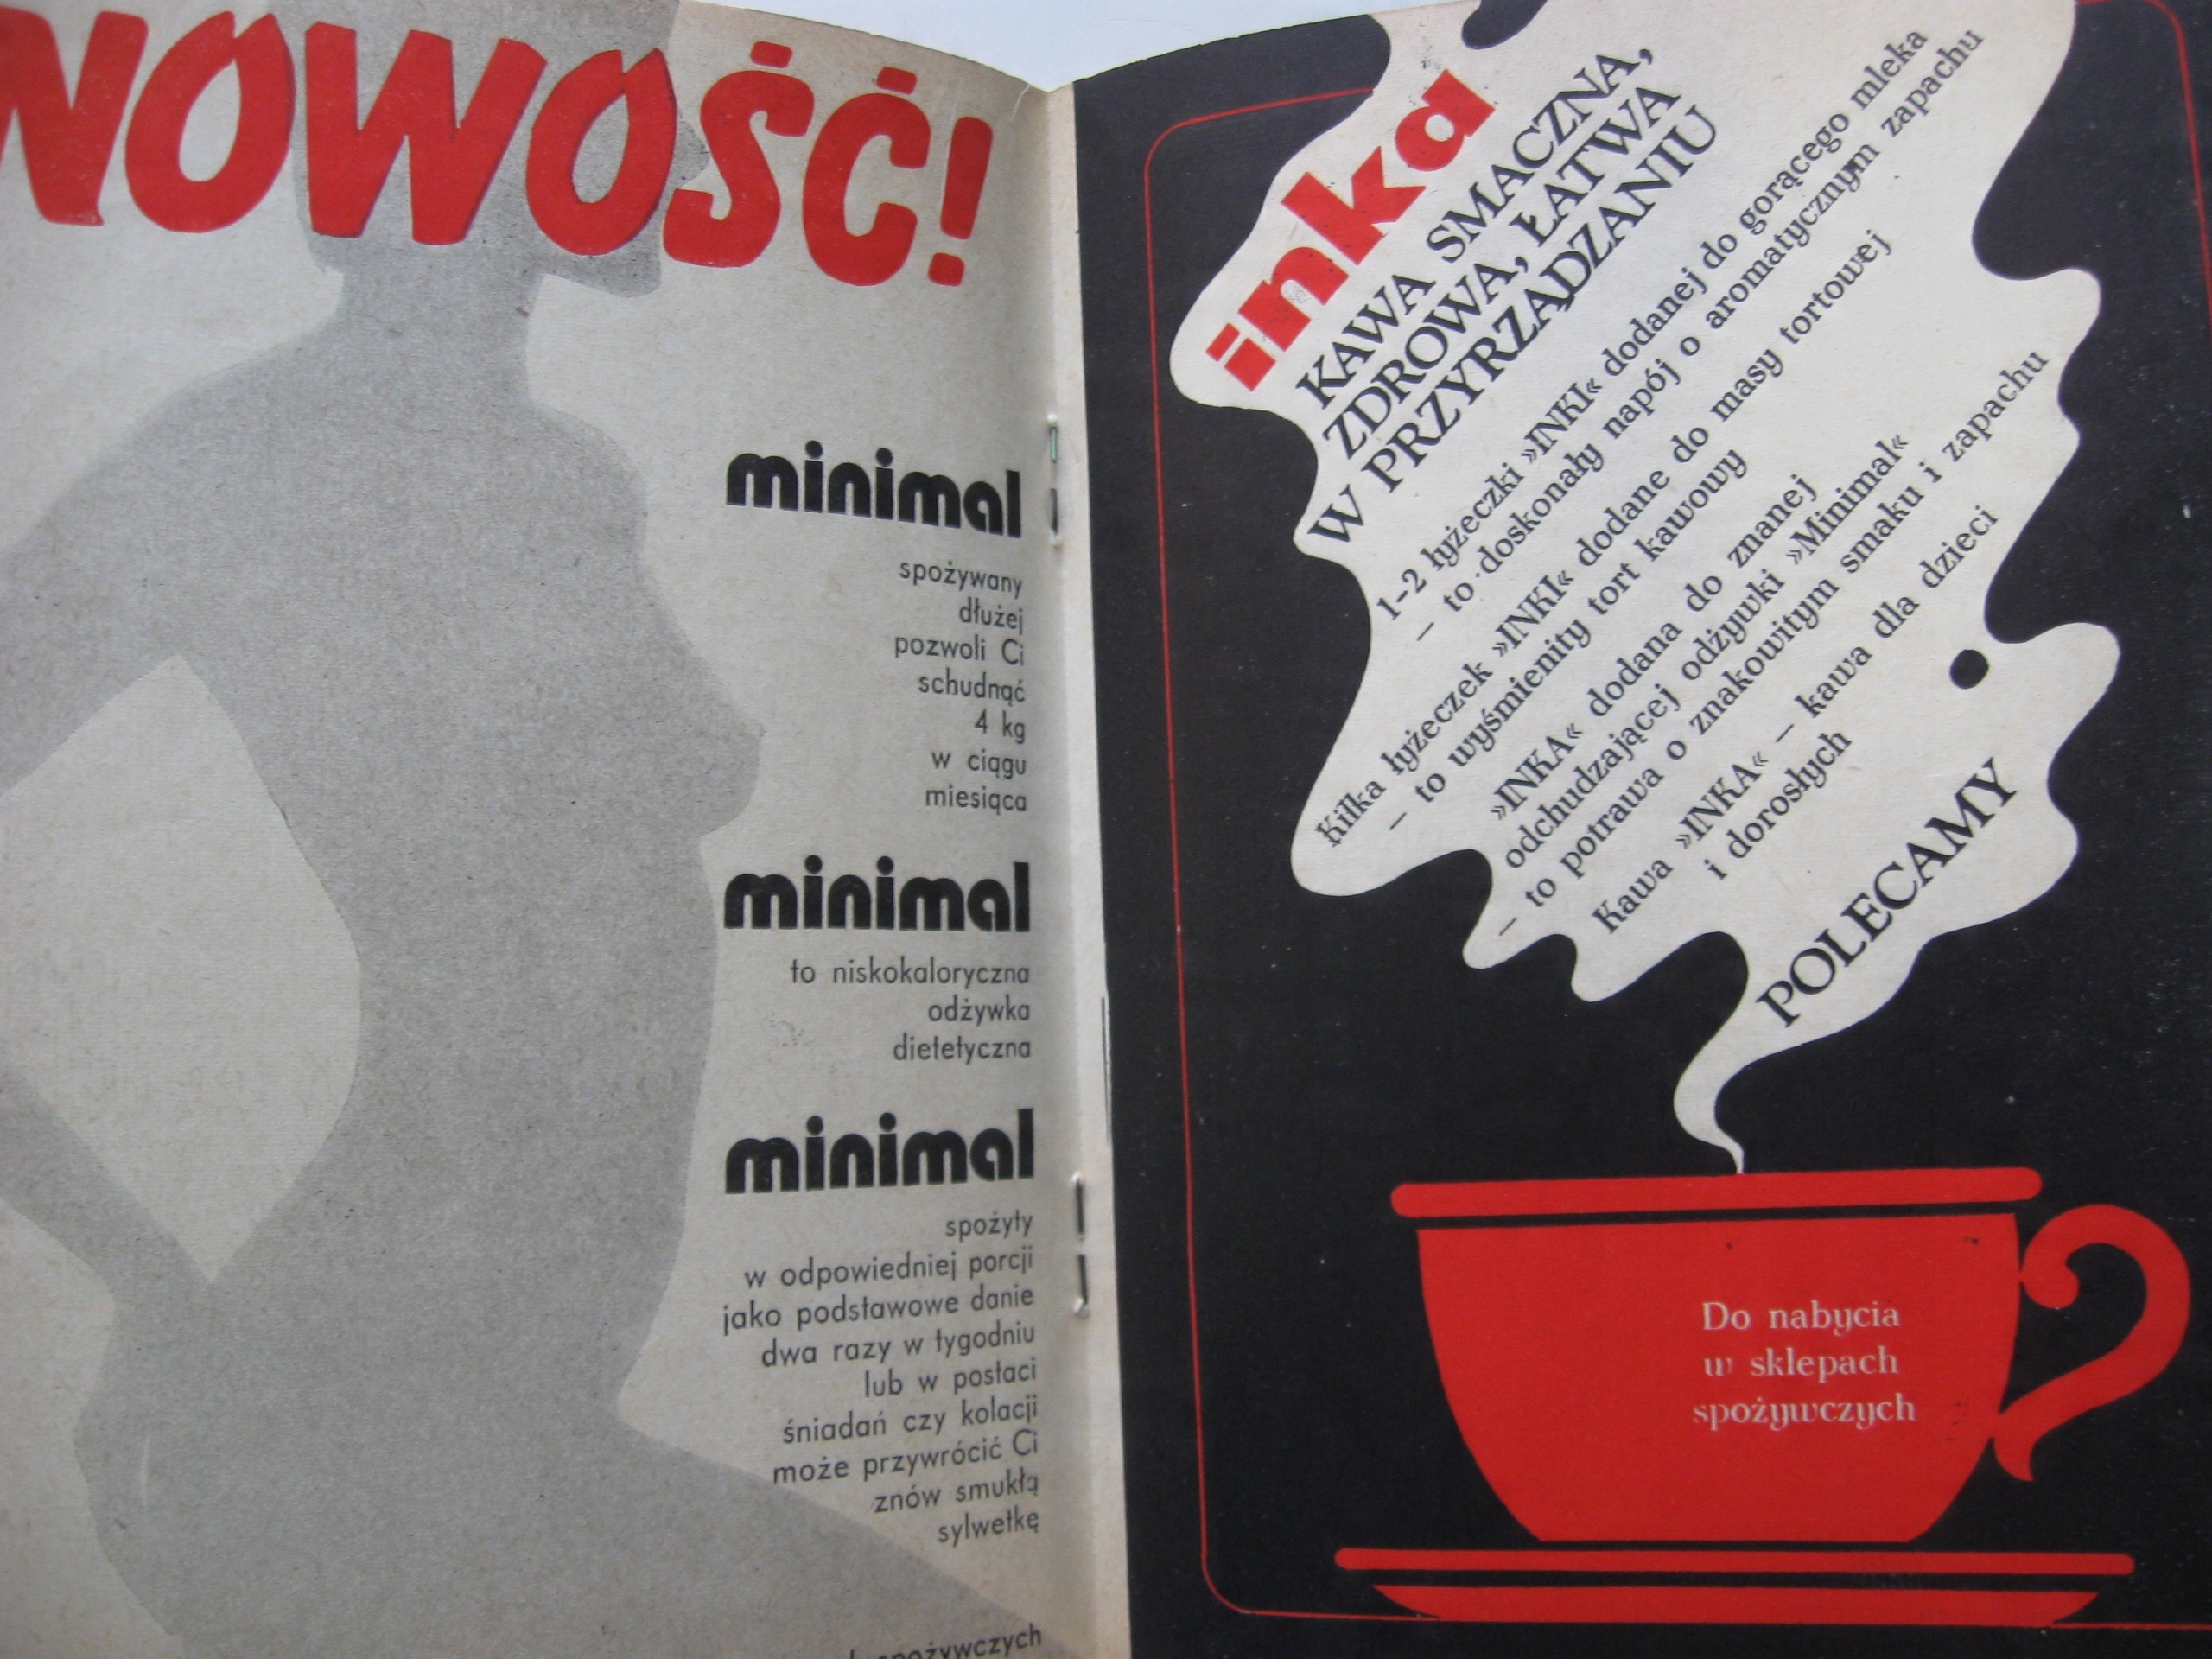 NOWOŚĆ!
minimal
spożywany
dłużej
pozwoli Ci
schudnąć
4 kg
w ciągu
miesiąca
minimal
to niskokaloryczna
odżywka
dietetyczna
minimal
spożyty
w odpowiedniej porcji
jako podstawowe danie
dwa razy w tygodniu
lub w postaci
śniadań czy kolacji
może przywrócić Ci
znów smukłą
sylwetkę
spożywczych
inka
KAWA SMACZNA,
ZDROWA, ŁATWA
W PRZYRZĄDZANIU
1-2 łyżeczki »INKI« dodanej do gorącego mleka
– to doskonały napój o aromatycznym zapachu
Kilka łyżeczek »INKI« dodane do masy tortowej
– to wyśmienity tort kawowy
»INKA« dodana do znanej
odchudzającej odżywki »Minimal«
– to potrawa o znakowitym smaku i zapachu
Kawa »INKA« – kawa dla dzieci
i dorosłych
POLECAMY
Do nabycia
w sklepach
spożywczych